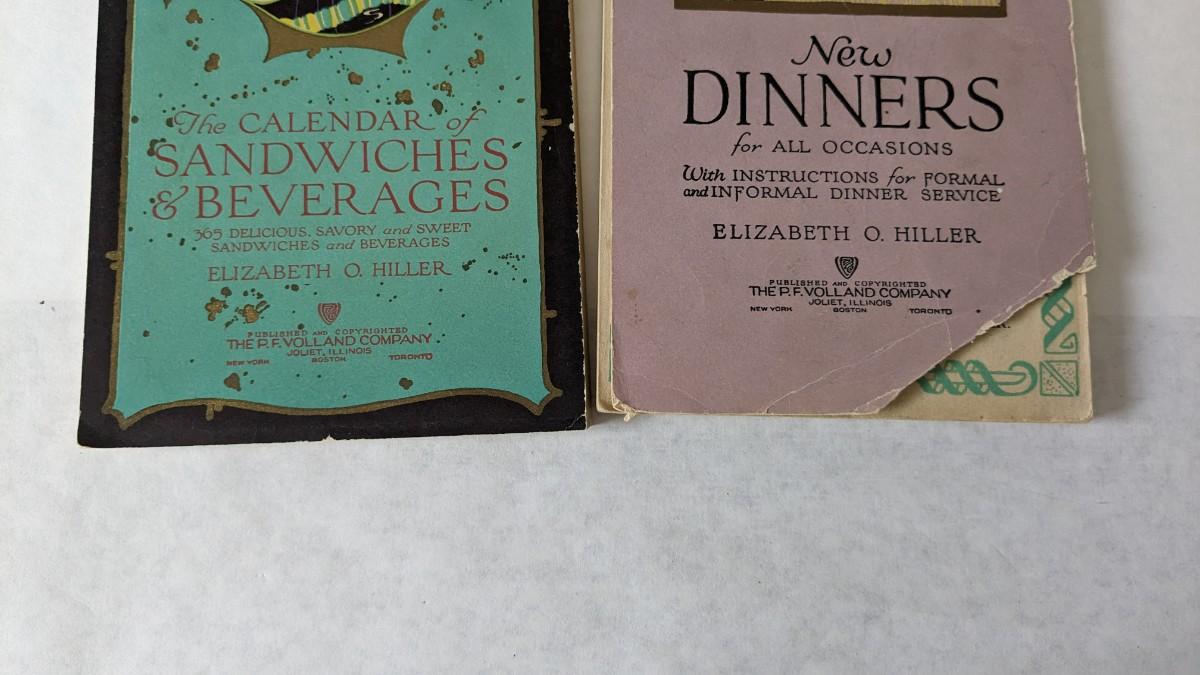 The CALENDAR of
SANDWICHES
& BEVERAGES
365 DELICIOUS, SAVORY and SWEET
SANDWICHES and BEVERAGES
ELIZABETH O. HILLER
PUBLISHED AND COPYRIGHTED
THE P. F. VOLLAND COMPANY
JOLIET, ILLINOIS
NEW YORK BOSTON TORONTO
New
DINNERS
for ALL OCCASIONS
With INSTRUCTIONS for FORMAL
and INFORMAL DINNER SERVICE
ELIZABETH O. HILLER
PUBLISHED AND COPYRIGHTED
THE P. F. VOLLAND COMPANY
JOLIET, ILLINOIS
NEW YORK BOSTON TORONTO